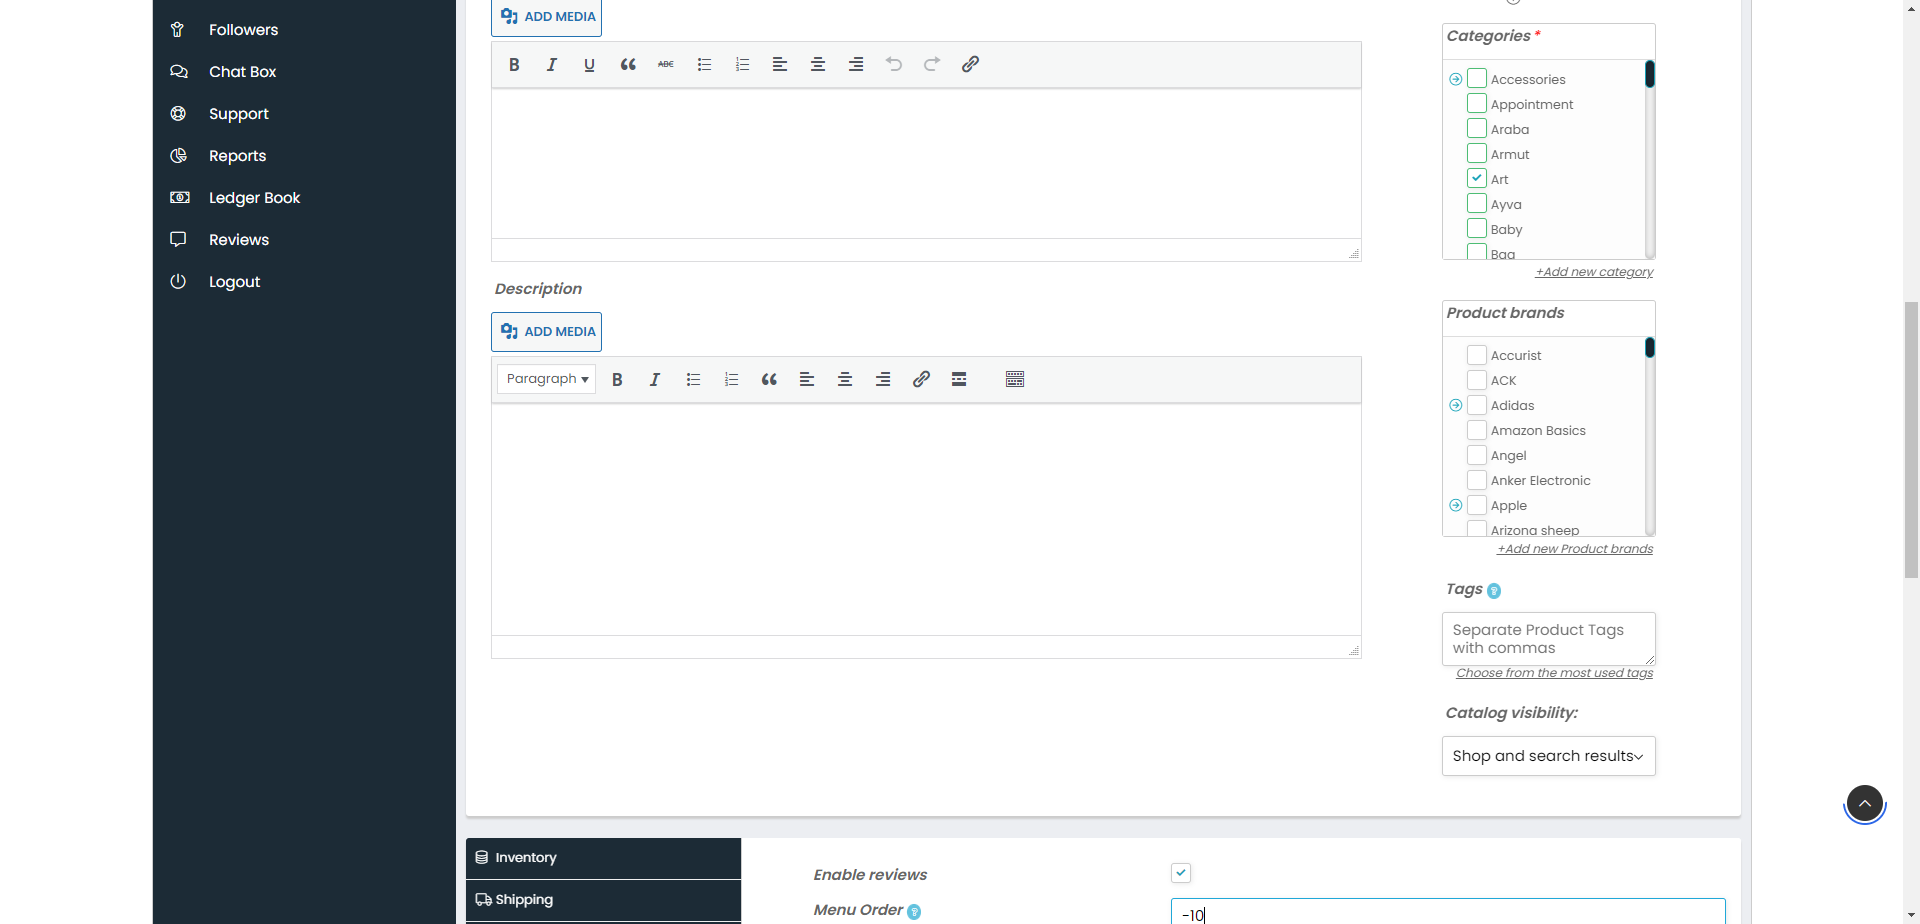 Followers
Chat Box
Support
Reports
Ledger Book
Reviews
Logout
ADD MEDIA
B I U ABC
Description
ADD MEDIA
Paragraph B I
Categories *
Accessories
Appointment
Araba
Armut
Art
Ayva
Baby
Bag
+Add new category
Product brands
Accurist
ACK
Adidas
Amazon Basics
Angel
Anker Electronic
Apple
Arizona sheep
+Add new Product brands
Tags ?
Separate Product Tags
with commas
Choose from the most used tags
Catalog visibility:
Shop and search results
Inventory
Shipping
Enable reviews
Menu Order ?
-10